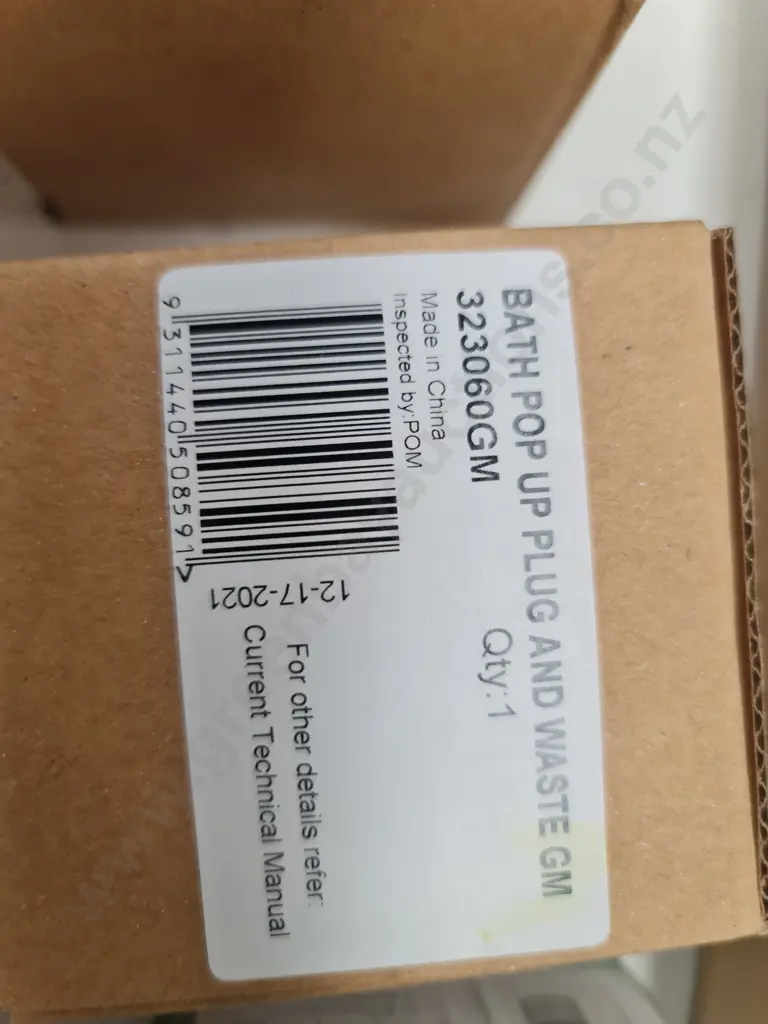 BATH POP UP PLUG AND WASTE GM
323060GM
Qty:1
Made in China
Inspected by:POM
9 311440 508591 >
12-17-2021
For other details refer:
Current Technical Manual